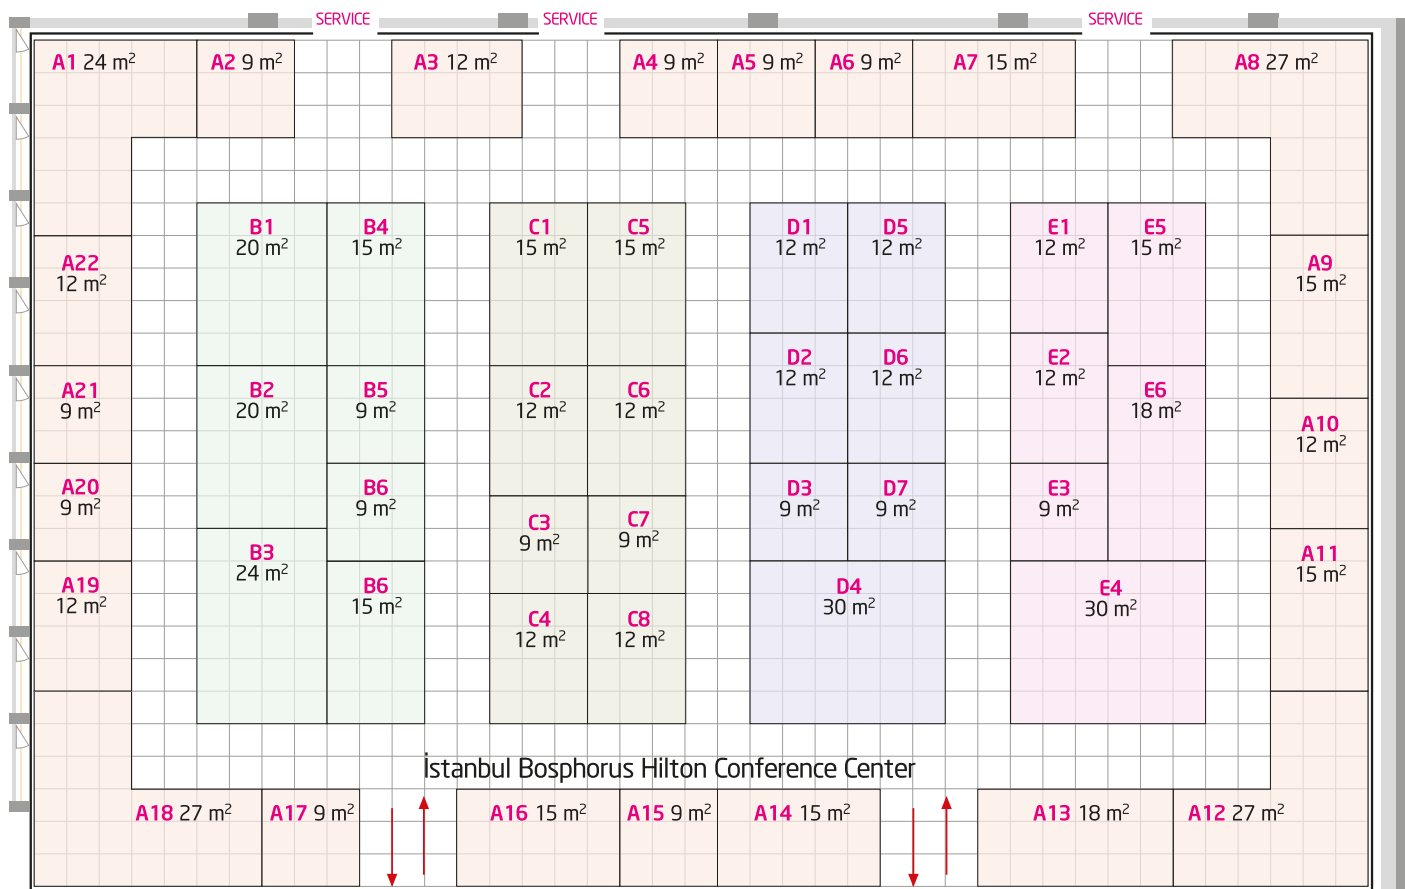 SERVICE
SERVICE
SERVICE
A1 24 m²
A2 9 m²
A3 12 m²
A4 9 m²
A5 9 m²
A6 9 m²
A7 15 m²
A8 27 m²
A22
12 m²
A21
9 m²
A20
9 m²
A19
12 m²
B1
20 m²
B4
15 m²
B2
20 m²
B5
9 m²
B6
9 m²
B3
24 m²
B6
15 m²
C1
15 m²
C5
15 m²
C2
12 m²
C6
12 m²
C3
9 m²
C7
9 m²
C4
12 m²
C8
12 m²
D1
12 m²
D5
12 m²
D2
12 m²
D6
12 m²
D3
9 m²
D7
9 m²
D4
30 m²
E1
12 m²
E5
15 m²
E2
12 m²
E6
18 m²
E3
9 m²
E4
30 m²
A9
15 m²
A10
12 m²
A11
15 m²
İstanbul Bosphorus Hilton Conference Center
A18 27 m²
A17 9 m²
A16 15 m²
A15 9 m²
A14 15 m²
A13 18 m²
A12 27 m²